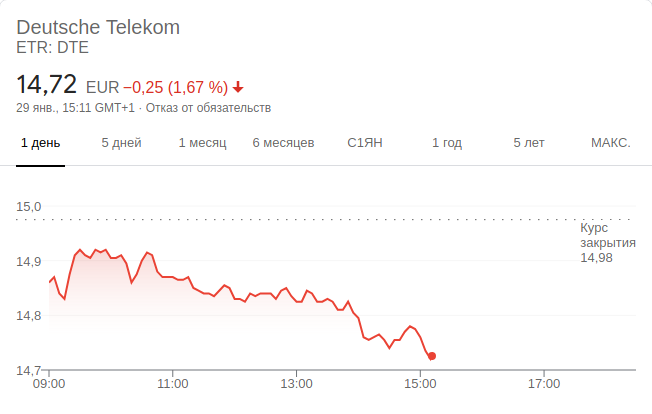 Deutsche Telekom
ETR: DTE
14,72 EUR −0,25 (1,67 %)
29 янв., 15:11 GMT+1 · Отказ от обязательств
1 день 5 дней 1 месяц 6 месяцев С1ЯН 1 год 5 лет МАКС.
15,0
Курс
закрытия
14,98
14,9
14,8
14,7
09:00 11:00 13:00 15:00 17:00